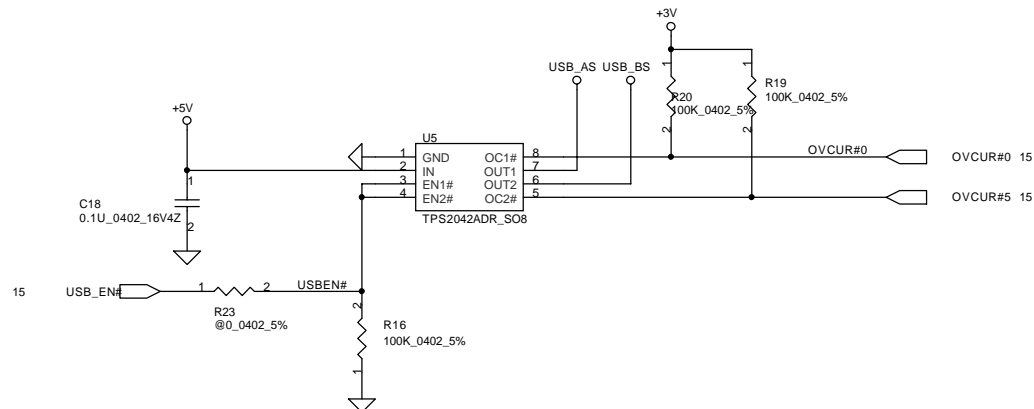 +3V
USB_AS USB_BS
1 1
R19
100K_0402_5%
R20
100K_0402_5%
2 2
+5V
U5
1 GND OC1# 8 OVCUR#0 OVCUR#0 15
2 IN OUT1 7
3 EN1# OUT2 6
4 EN2# OC2# 5 OVCUR#5 15
TPS2042ADR_SO8
1
C18
0.1U_0402_16V4Z
2
15 USB_EN# 1 2 USBEN#
R23
@0_0402_5%
2
R16
100K_0402_5%
1